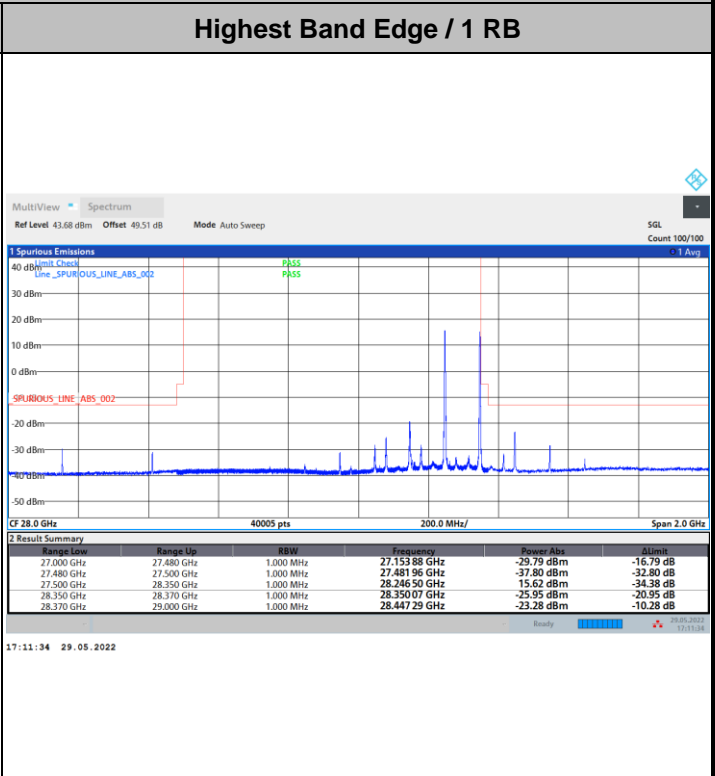 Highest Band Edge / 1 RB
MultiView Spectrum
Ref Level 43.68 dBm Offset 49.51 dB Mode Auto Sweep SGL
Count 100/100
1 Spurious Emissions 1 Avg
40 dBm Limit Check PASS
Line _SPURIOUS_LINE_ABS_002 PASS
30 dBm
20 dBm
10 dBm
0 dBm
_SPURIOUS_LINE_ABS_002
-20 dBm
-30 dBm
-40 dBm
-50 dBm
CF 28.0 GHz 40005 pts 200.0 MHz/ Span 2.0 GHz
2 Result Summary
Range Low Range Up RBW Frequency Power Abs ΔLimit
27.000 GHz 27.480 GHz 1.000 MHz 27.153 88 GHz -29.79 dBm -16.79 dB
27.480 GHz 27.500 GHz 1.000 MHz 27.481 96 GHz -37.80 dBm -32.80 dB
27.500 GHz 28.350 GHz 1.000 MHz 28.246 50 GHz 15.62 dBm -34.38 dB
28.350 GHz 28.370 GHz 1.000 MHz 28.350 07 GHz -25.95 dBm -20.95 dB
28.370 GHz 29.000 GHz 1.000 MHz 28.447 29 GHz -23.28 dBm -10.28 dB
Ready 29.05.2022
17:11:34
17:11:34 29.05.2022